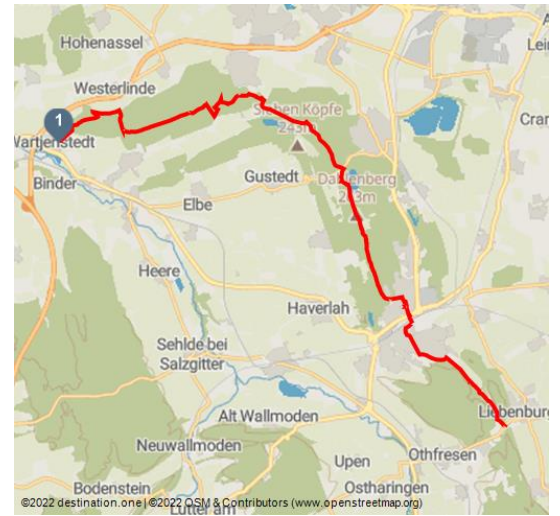 Hohenassel
Westerlinde
1
Wartjenstedt
Binder
Sieben Köpfe
243m
Gustedt
Elbe
Heere
Haverlah
Sehlde bei
Salzgitter
Alt Wallmoden
Liebenburg
Neuwallmoden
Othfresen
Upen
Ostharingen
Bodenstein
Lutter am
©2022 destination.one | ©2022 OSM & Contributors (www.openstreetmap.org)